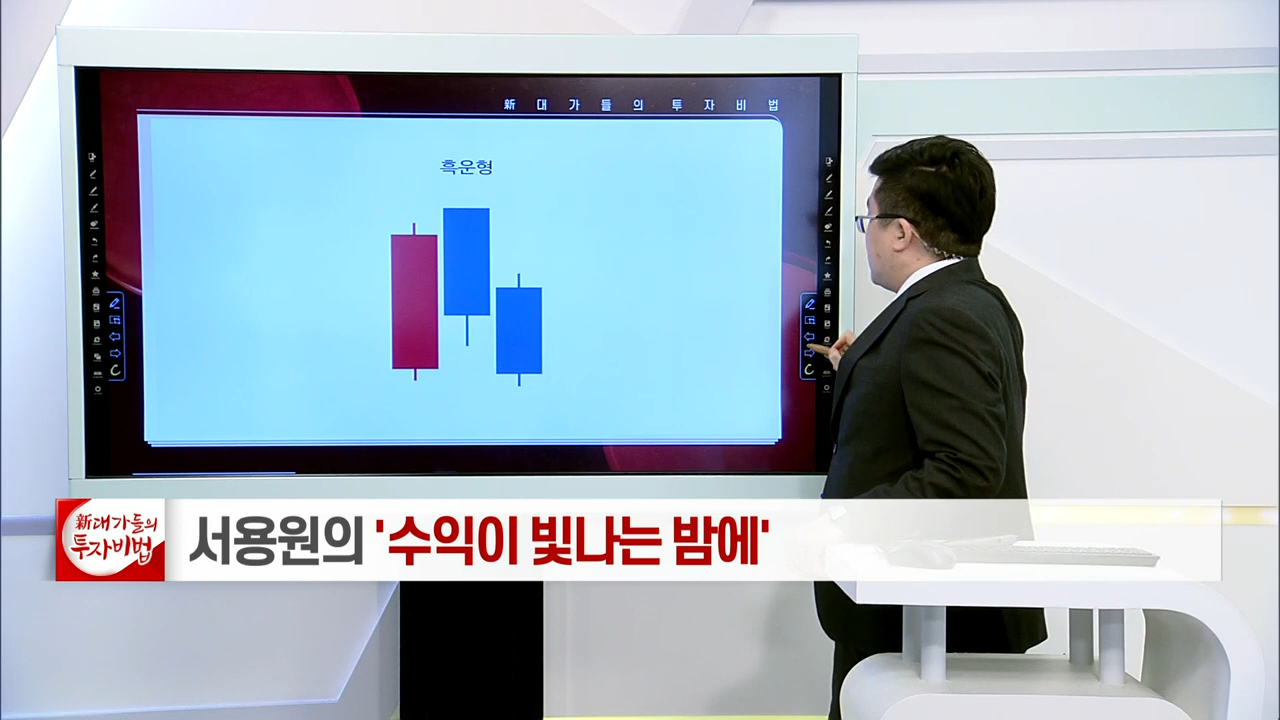 新 대 가 들 의 투 자 비 법
흑운형
新대가들의
투자비법
서용원의 '수익이 빛나는 밤에'